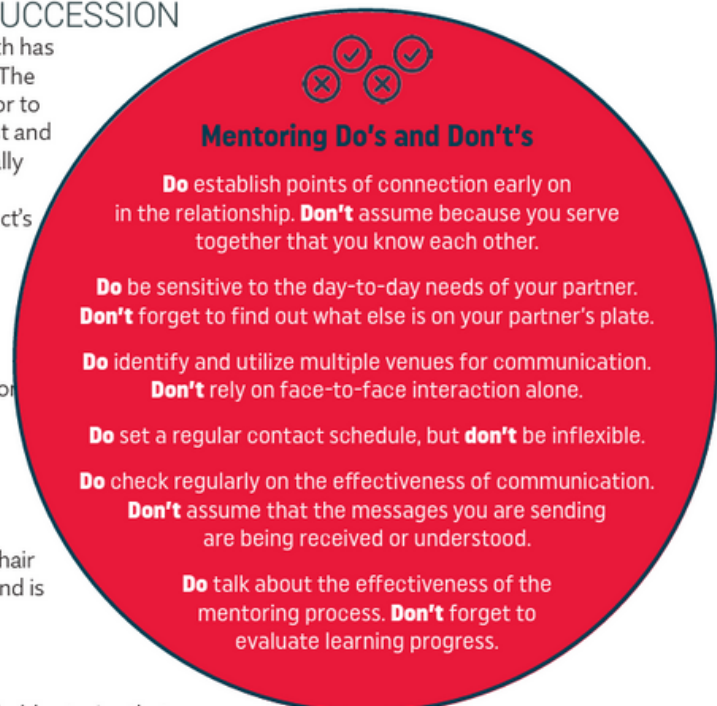 UCCESSION
th has
The
or to
t and
lly
ct's
or
hair
nd is
Mentoring Do's and Don't's
Do establish points of connection early on
in the relationship. Don't assume because you serve
together that you know each other.
Do be sensitive to the day-to-day needs of your partner.
Don't forget to find out what else is on your partner's plate.
Do identify and utilize multiple venues for communication.
Don't rely on face-to-face interaction alone.
Do set a regular contact schedule, but don't be inflexible.
Do check regularly on the effectiveness of communication.
Don't assume that the messages you are sending
are being received or understood.
Do talk about the effectiveness of the
mentoring process. Don't forget to
evaluate learning progress.